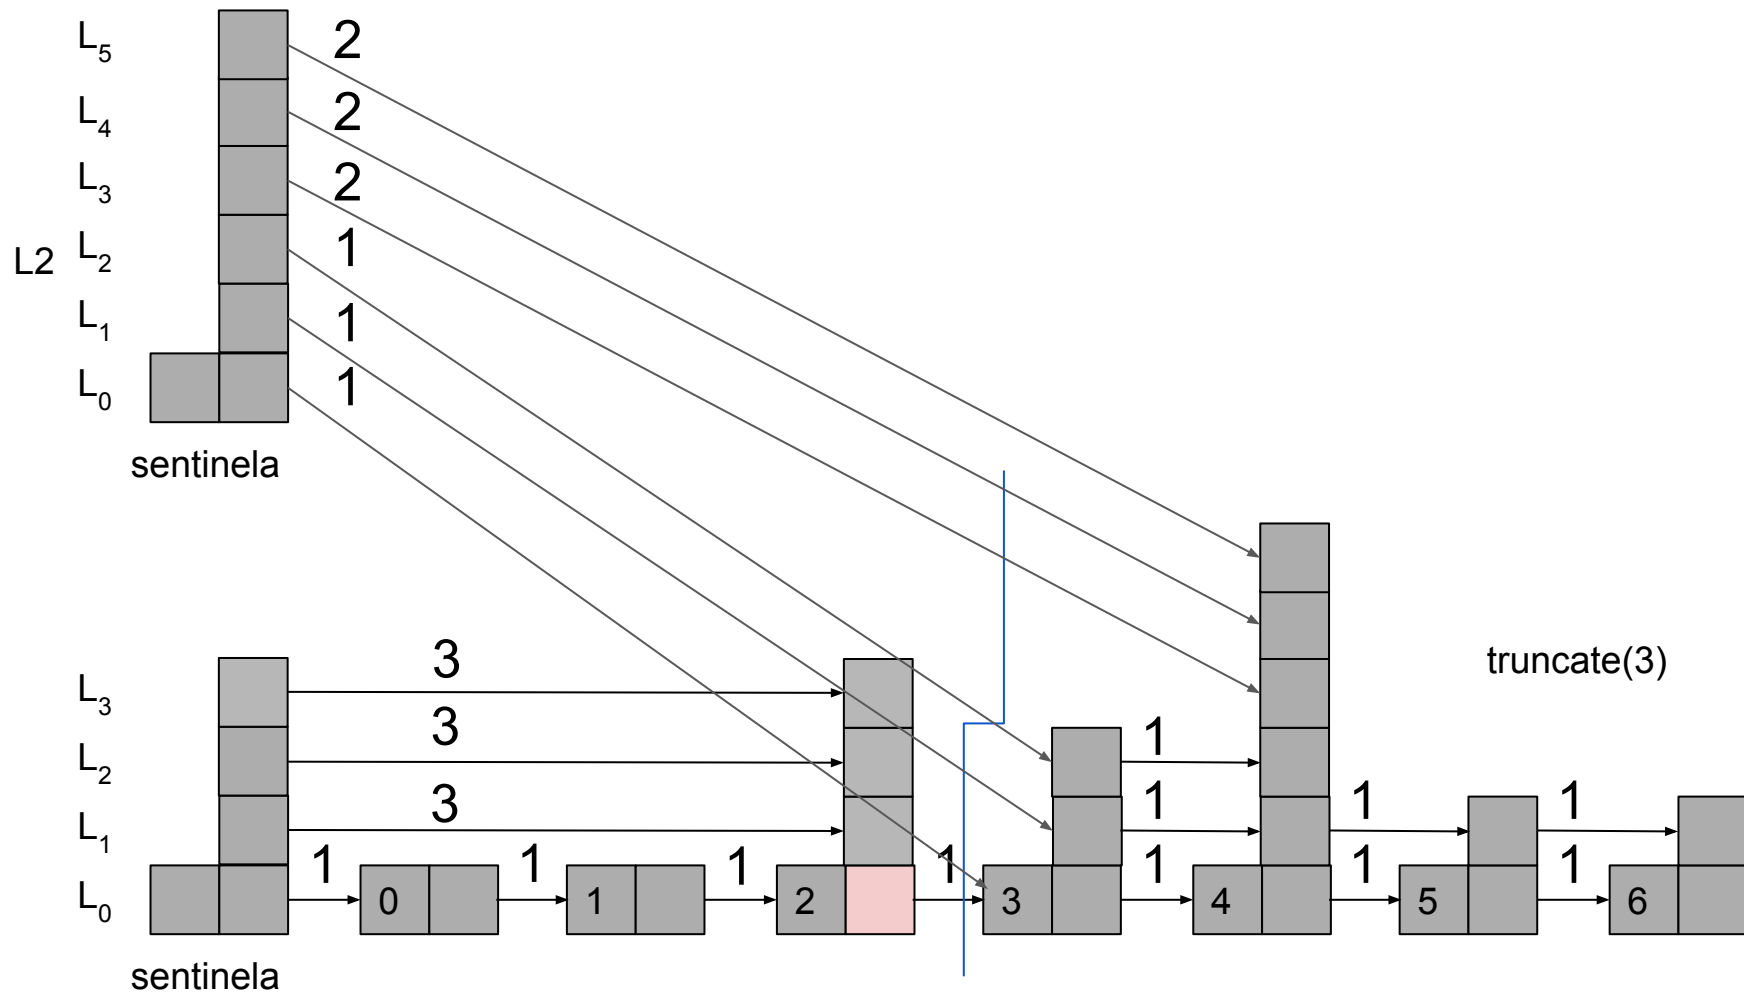 L5 2
L4 2
L3 2
L2 L2 1
L1 1
L0 1
sentinela
truncate(3)
L3 3
L2 3 1
L1 3 1 1 1
L0 1 0 1 1 1 2 1 3 1 4 1 5 1 6
sentinela